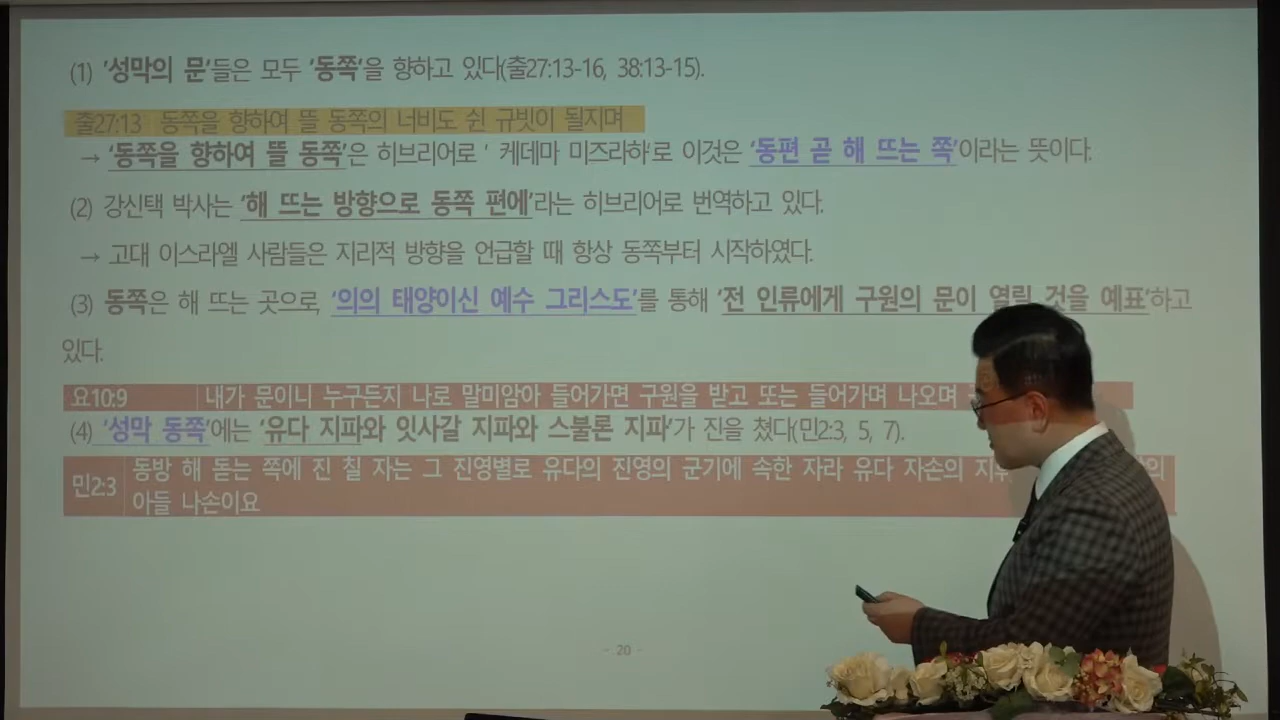 (1) '성막의 문'들은 모두 '동쪽'을 향하고 있다(출27:13-16, 38:13-15).
출27:13 동쪽을 향하여 뜰 동쪽의 너비도 쉰 규빗이 될지며
→ '동쪽을 향하여 뜰 동쪽'은 히브리어로 ' 케데마 미즈라하'로 이것은 '동편 곧 해 뜨는 쪽'이라는 뜻이다.
(2) 강신택 박사는 '해 뜨는 방향으로 동쪽 편에'라는 히브리어로 번역하고 있다.
→ 고대 이스라엘 사람들은 지리적 방향을 언급할 때 항상 동쪽부터 시작하였다.
(3) 동쪽은 해 뜨는 곳으로, '의의 태양이신 예수 그리스도'를 통해 '전 인류에게 구원의 문이 열릴 것을 예표'하고
있다.
요10:9 내가 문이니 누구든지 나로 말미암아 들어가면 구원을 받고 또는 들어가며 나오며
(4) '성막 동쪽'에는 '유다 지파와 잇사갈 지파와 스불론 지파'가 진을 쳤다(민2:3, 5, 7).
민2:3 동방 해 돋는 쪽에 진 칠 자는 그 진영별로 유다의 진영의 군기에 속한 자라 유다 자손의
아들 나손이요
- 20 -